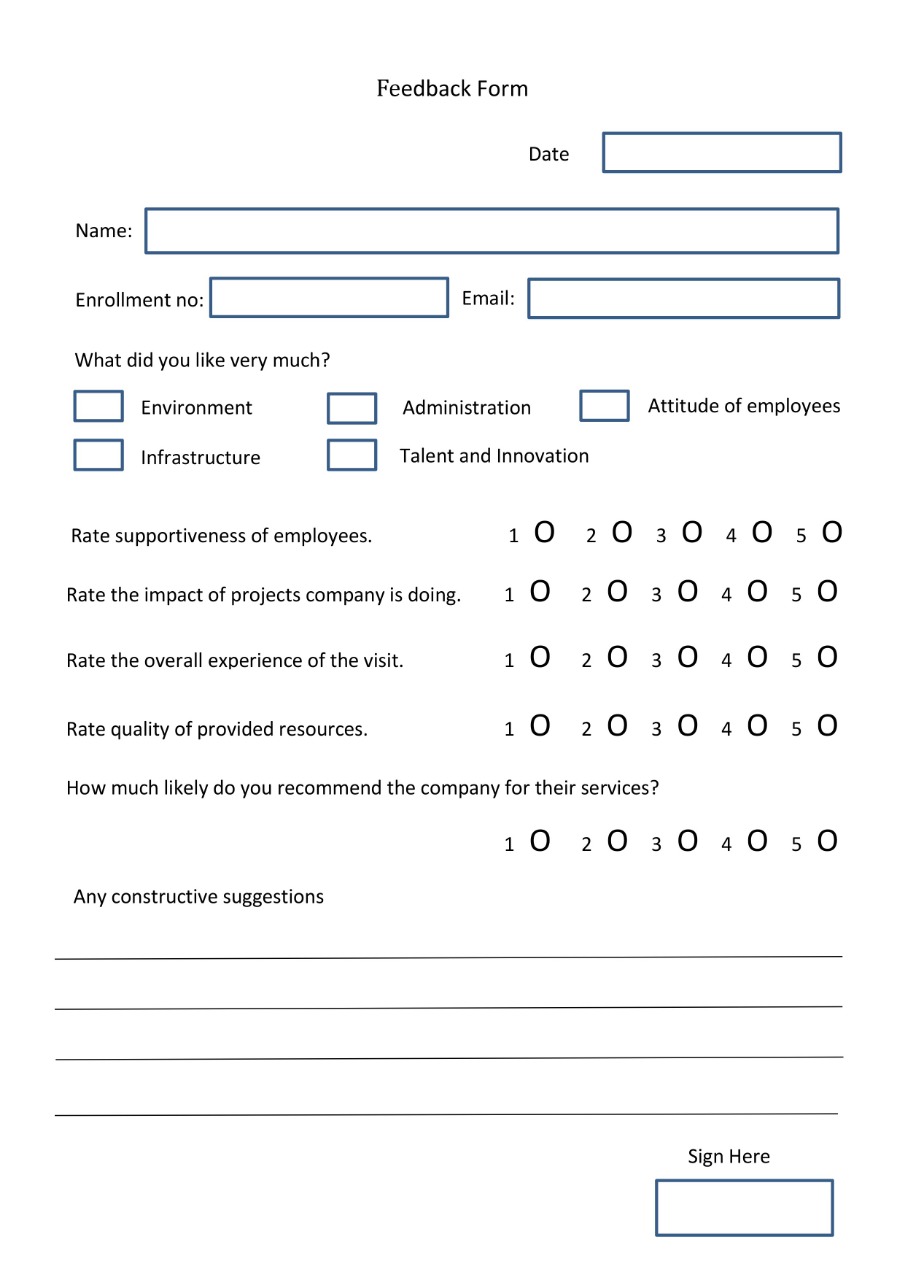 Feedback Form
Date
Name:
Enrollment no: Email:
What did you like very much?
Environment Administration Attitude of employees
Infrastructure Talent and Innovation
Rate supportiveness of employees. 1 O 2 O 3 O 4 O 5 O
Rate the impact of projects company is doing. 1 O 2 O 3 O 4 O 5 O
Rate the overall experience of the visit. 1 O 2 O 3 O 4 O 5 O
Rate quality of provided resources. 1 O 2 O 3 O 4 O 5 O
How much likely do you recommend the company for their services?
1 O 2 O 3 O 4 O 5 O
Any constructive suggestions
Sign Here